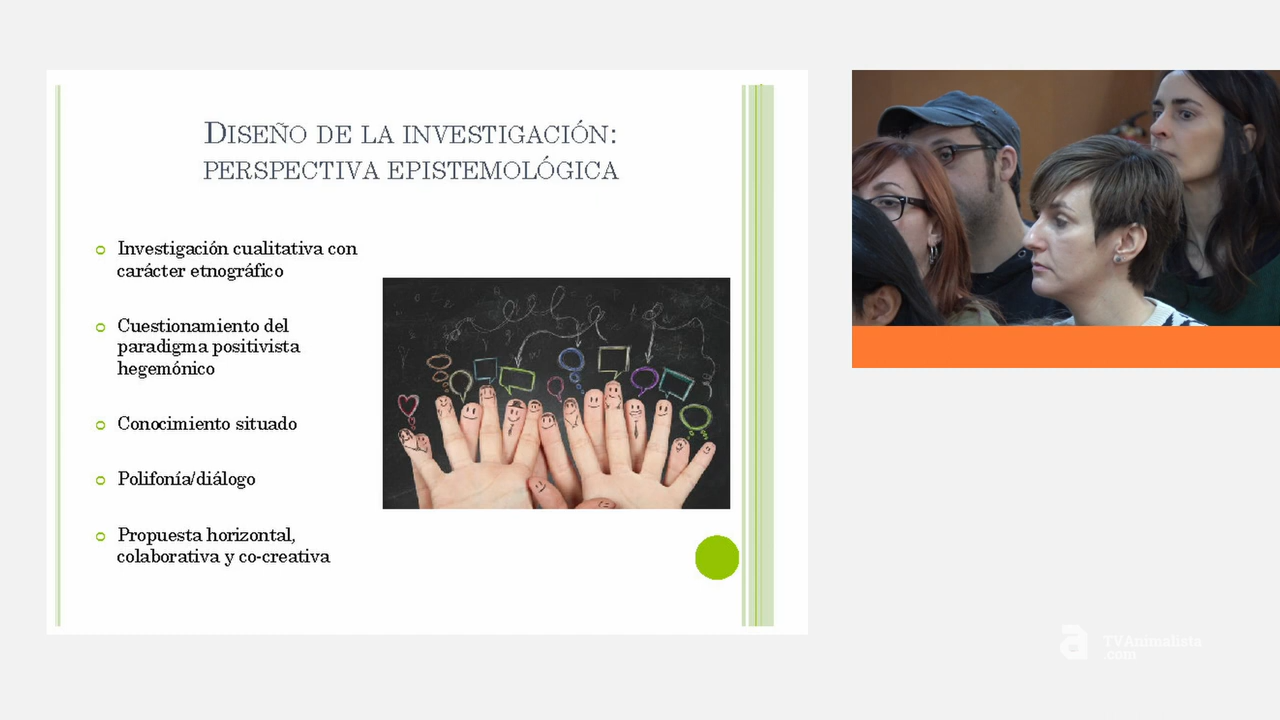 DISEÑO DE LA INVESTIGACIÓN:
PERSPECTIVA EPISTEMOLÓGICA
Investigación cualitativa con
carácter etnográfico
Cuestionamiento del
paradigma positivista
hegemónico
Conocimiento situado
Polifonía/diálogo
Propuesta horizontal,
colaborativa y co-creativa
TVAnimalista
.com